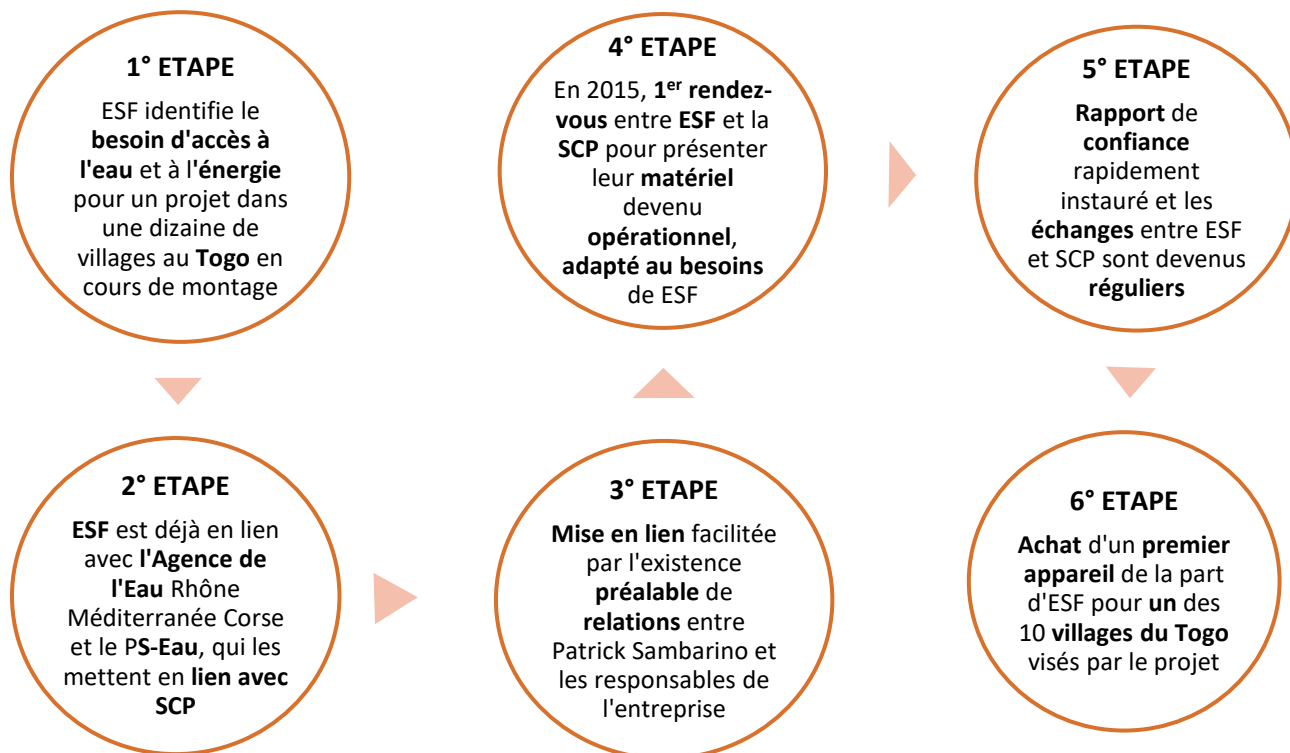 1° ETAPE
ESF identifie le
besoin d'accès à
l'eau et à l'énergie
pour un projet dans
une dizaine de
villages au Togo en
cours de montage
2° ETAPE
ESF est déjà en lien
avec l'Agence de
l'Eau Rhône
Méditerranée Corse
et le PS-Eau, qui les
mettent en lien avec
SCP
3° ETAPE
Mise en lien facilitée
par l'existence
préalable de
relations entre
Patrick Sambarino et
les responsables de
l'entreprise
4° ETAPE
En 2015, 1er rendez-
vous entre ESF et la
SCP pour présenter
leur matériel
devenu
opérationnel,
adapté au besoins
de ESF
5° ETAPE
Rapport de
confiance
rapidement
instauré et les
échanges entre ESF
et SCP sont devenus
réguliers
6° ETAPE
Achat d'un premier
appareil de la part
d'ESF pour un des
10 villages du Togo
visés par le projet